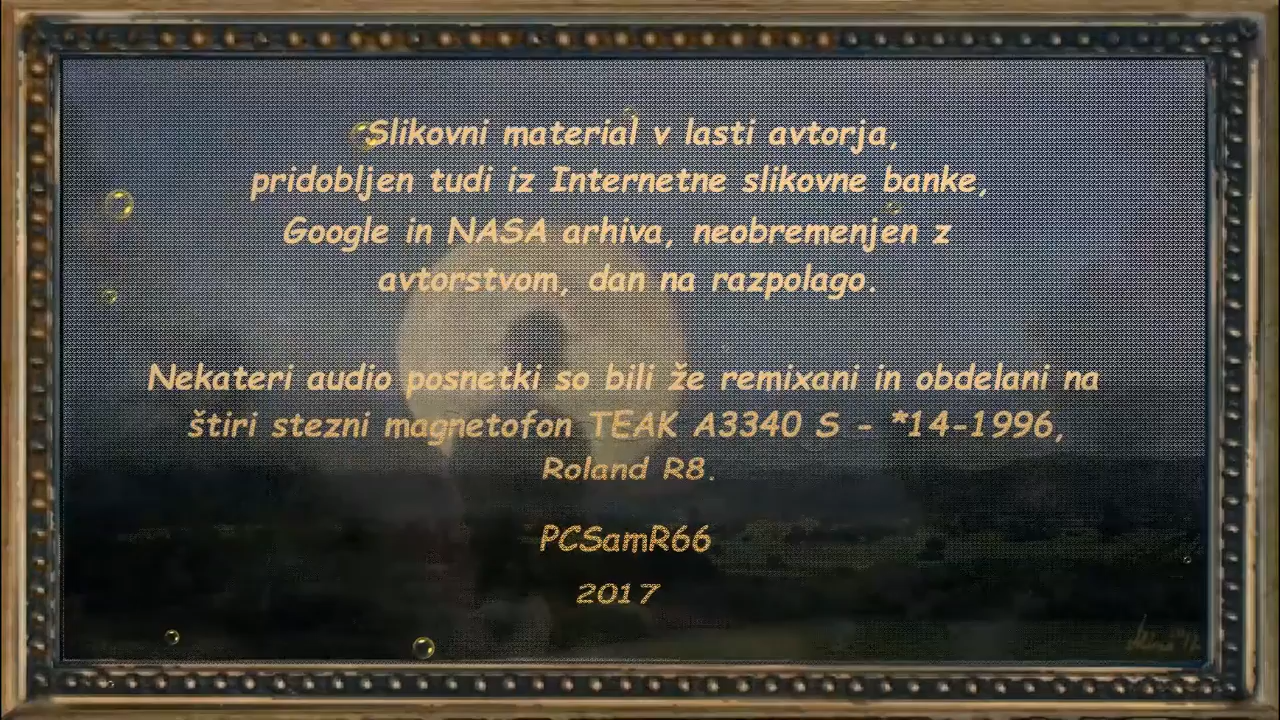 Slikovni material v lasti avtorja,
pridobljen tudi iz Internetne slikovne banke,
Google in NASA arhiva, neobremenjen z
avtorstvom, dan na razpolago.
Nekateri audio posnetki so bili že remixani in obdelani na
štiri stezni magnetofon TEAK A3340 S - *14-1996,
Roland R8.
PCSamR66
2017